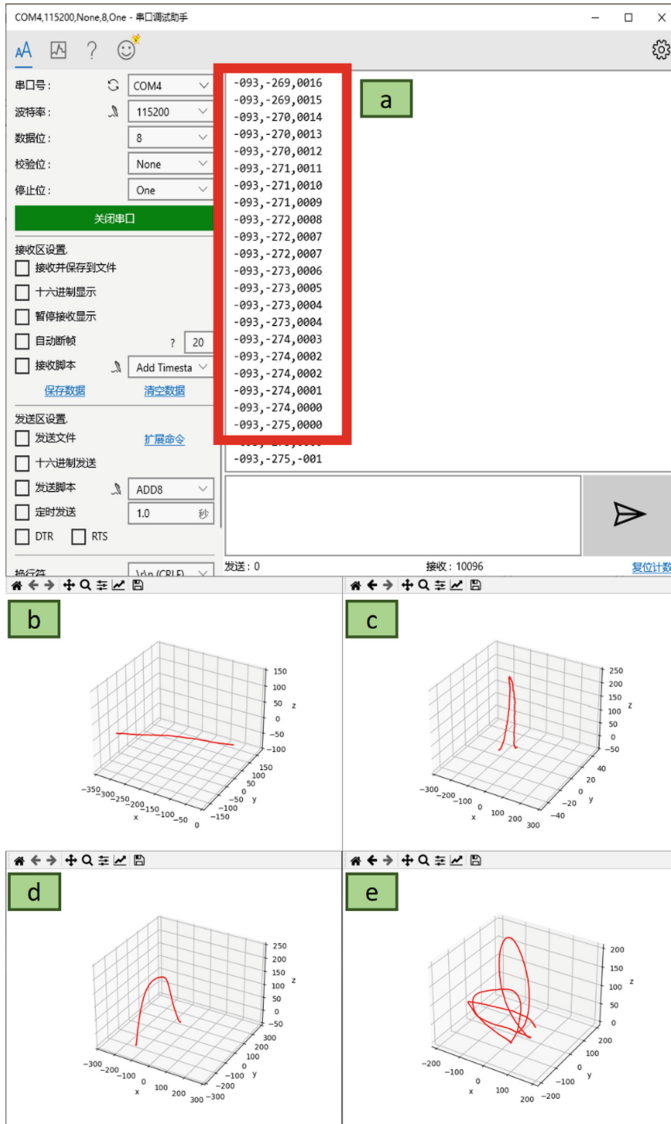 COM4,115200,None,8,One - 串口调试助手
串口号: COM4
波特率: 115200
数据位: 8
校验位: None
停止位: One
关闭串口
接收区设置.
接收并保存到文件
十六进制显示
暂停接收显示
自动断帧 ? 20
接收脚本 Add Timesta
保存数据 清空数据
发送区设置.
发送文件 扩展命令
十六进制发送
发送脚本 ADD8
定时发送 1.0 秒
DTR RTS
换行符 \r\n (CRLF)
-093,-269,0016
-093,-269,0015
-093,-270,0014
-093,-270,0013
-093,-270,0012
-093,-271,0011
-093,-271,0010
-093,-271,0009
-093,-272,0008
-093,-272,0007
-093,-272,0007
-093,-273,0006
-093,-273,0005
-093,-273,0004
-093,-273,0004
-093,-274,0003
-093,-274,0002
-093,-274,0002
-093,-274,0001
-093,-274,0000
-093,-275,0000
-093,-275,-001
a
发送: 0 接收: 10096 复位计数
b
150
100
50
0
-50
-100
z
-350 -300 -250 -200 -150 -100 -50 0
x
-150 -100 -50 0 50 100 150
y
c
250
200
150
100
50
0
-50
z
-300 -200 -100 0 100 200 300
x
-40 -20 0 20 40
y
d
250
200
150
100
50
0
-50
z
-300 -200 -100 0 100 200 300
x
-300 -200 -100 0 100 200 300
y
e
200
150
100
50
0
z
-200 -100 0 100 200
x
-200 -100 0 100 200
y